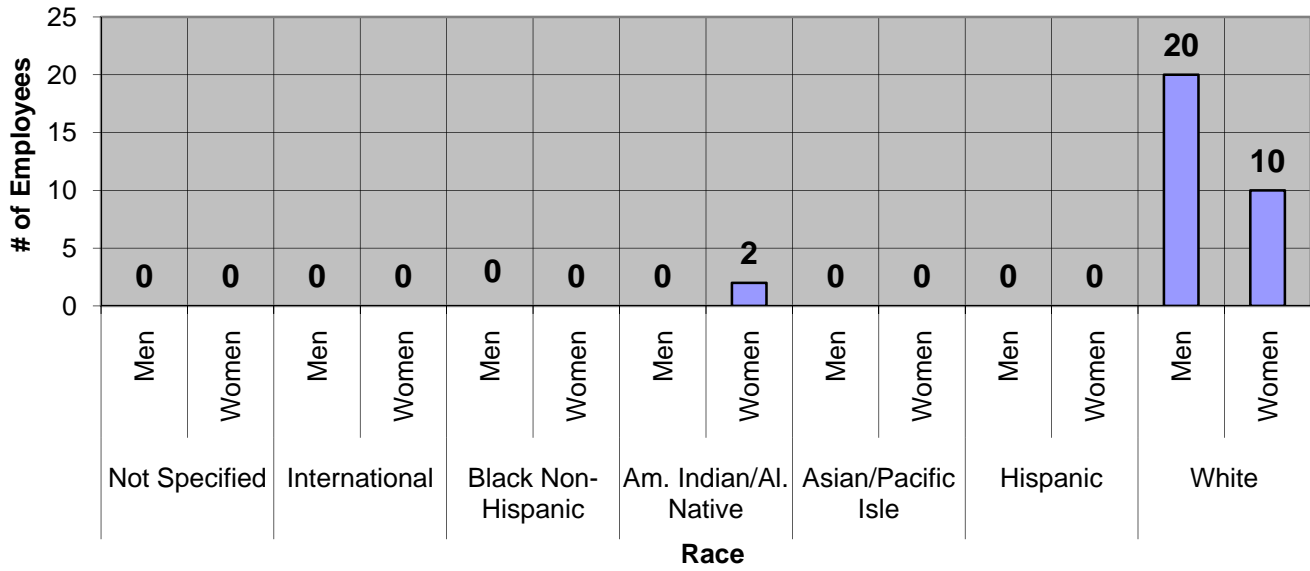 25
20
15
10
5
0
# of Employees
0 0 0 0 0 0 0 2 0 0 0 0 20 10
Men Women Men Women Men Women Men Women Men Women Men Women Men Women
Not Specified International Black Non- Am. Indian/Al. Asian/Pacific Hispanic White
Hispanic Native Isle
Race